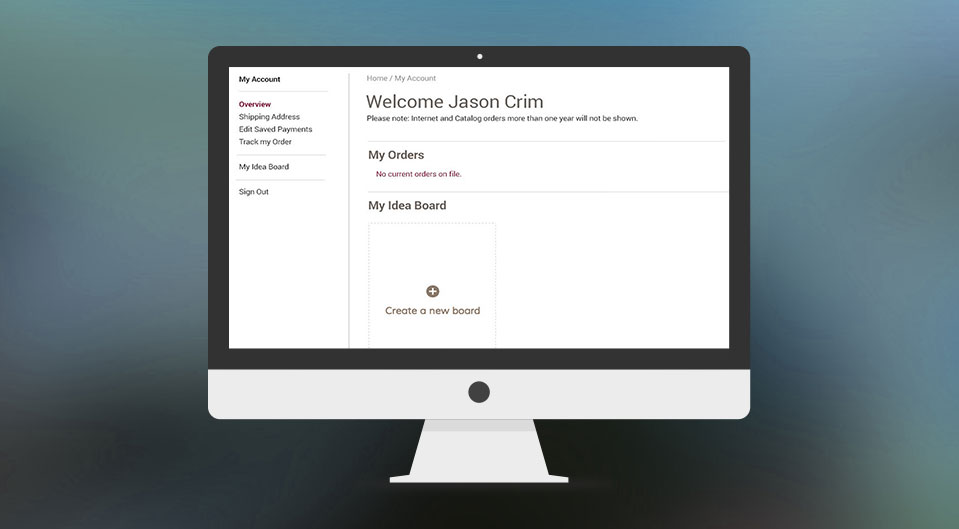 My Account
Overview
Shipping Address
Edit Saved Payments
Track my Order
My Idea Board
Sign Out
Home / My Account
Welcome Jason Crim
Please note: Internet and Catalog orders more than one year will not be shown.
My Orders
No current orders on file.
My Idea Board
Create a new board